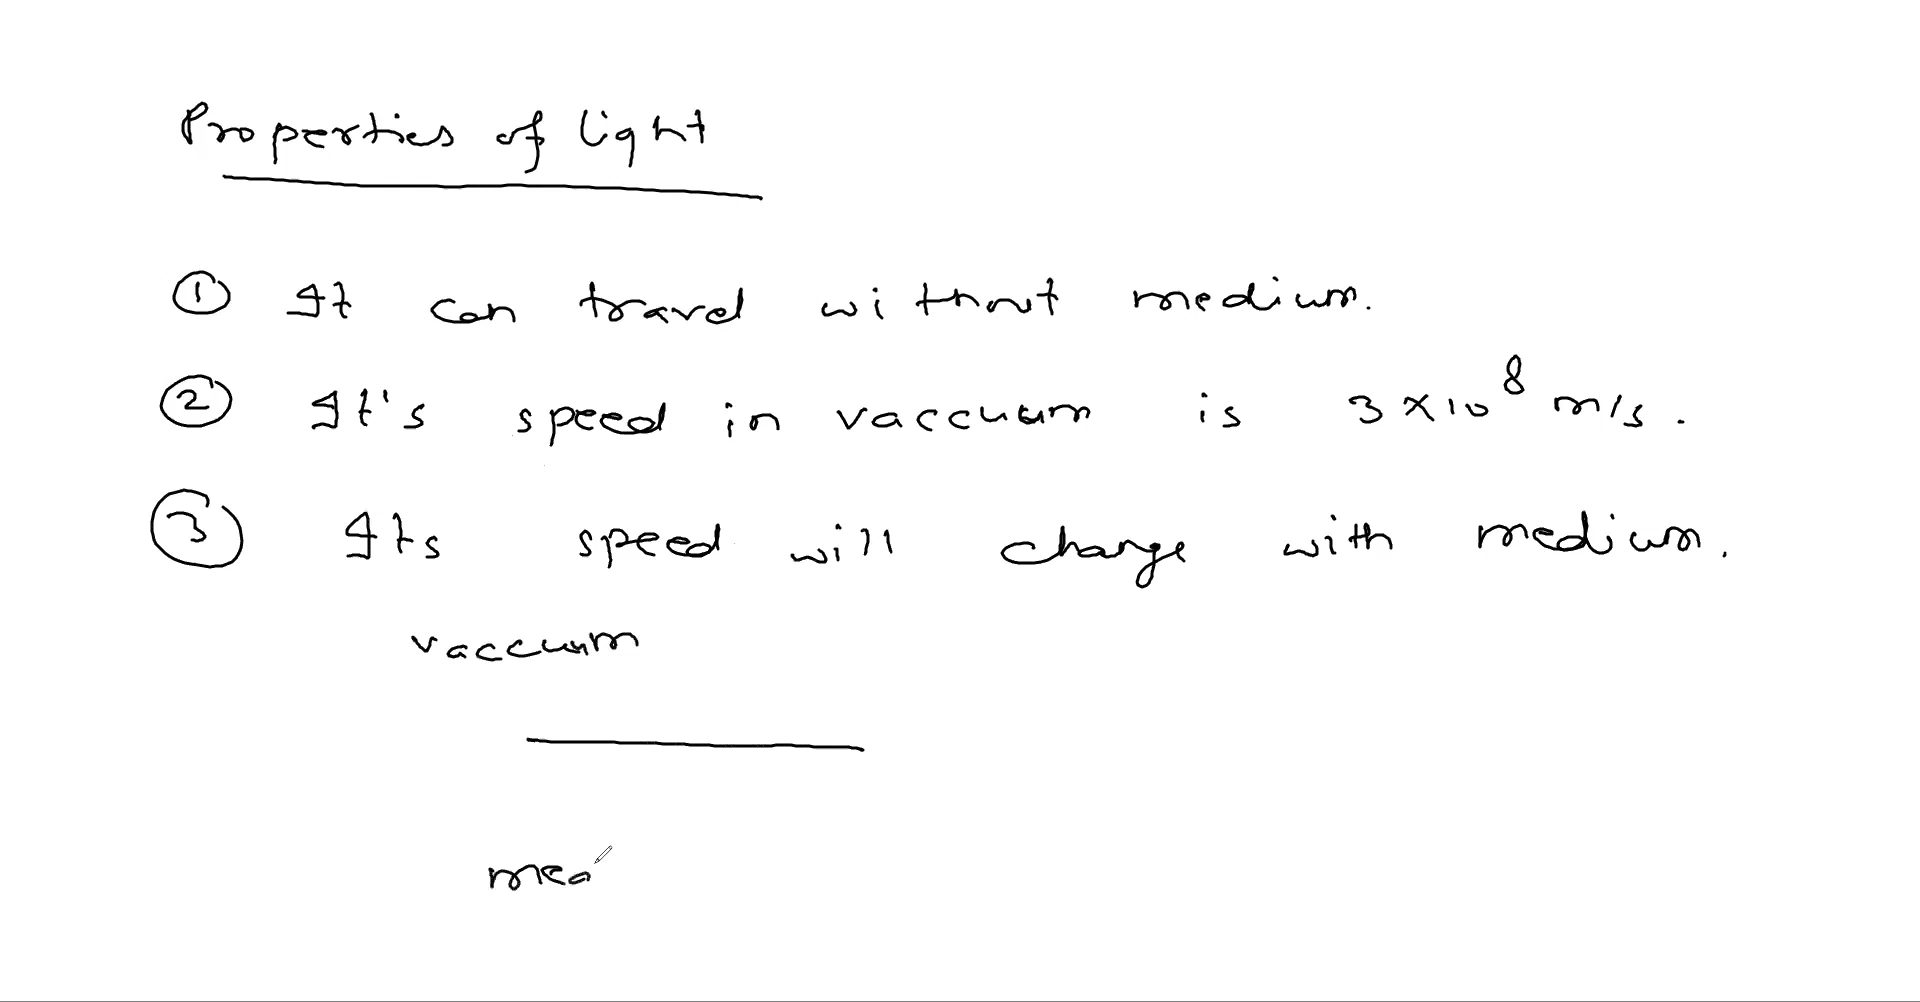 Properties of light
① It can travel without medium.
② It's speed in vaccuum is 3×10⁸ m/s.
③ Its speed will change with medium.
vaccuum